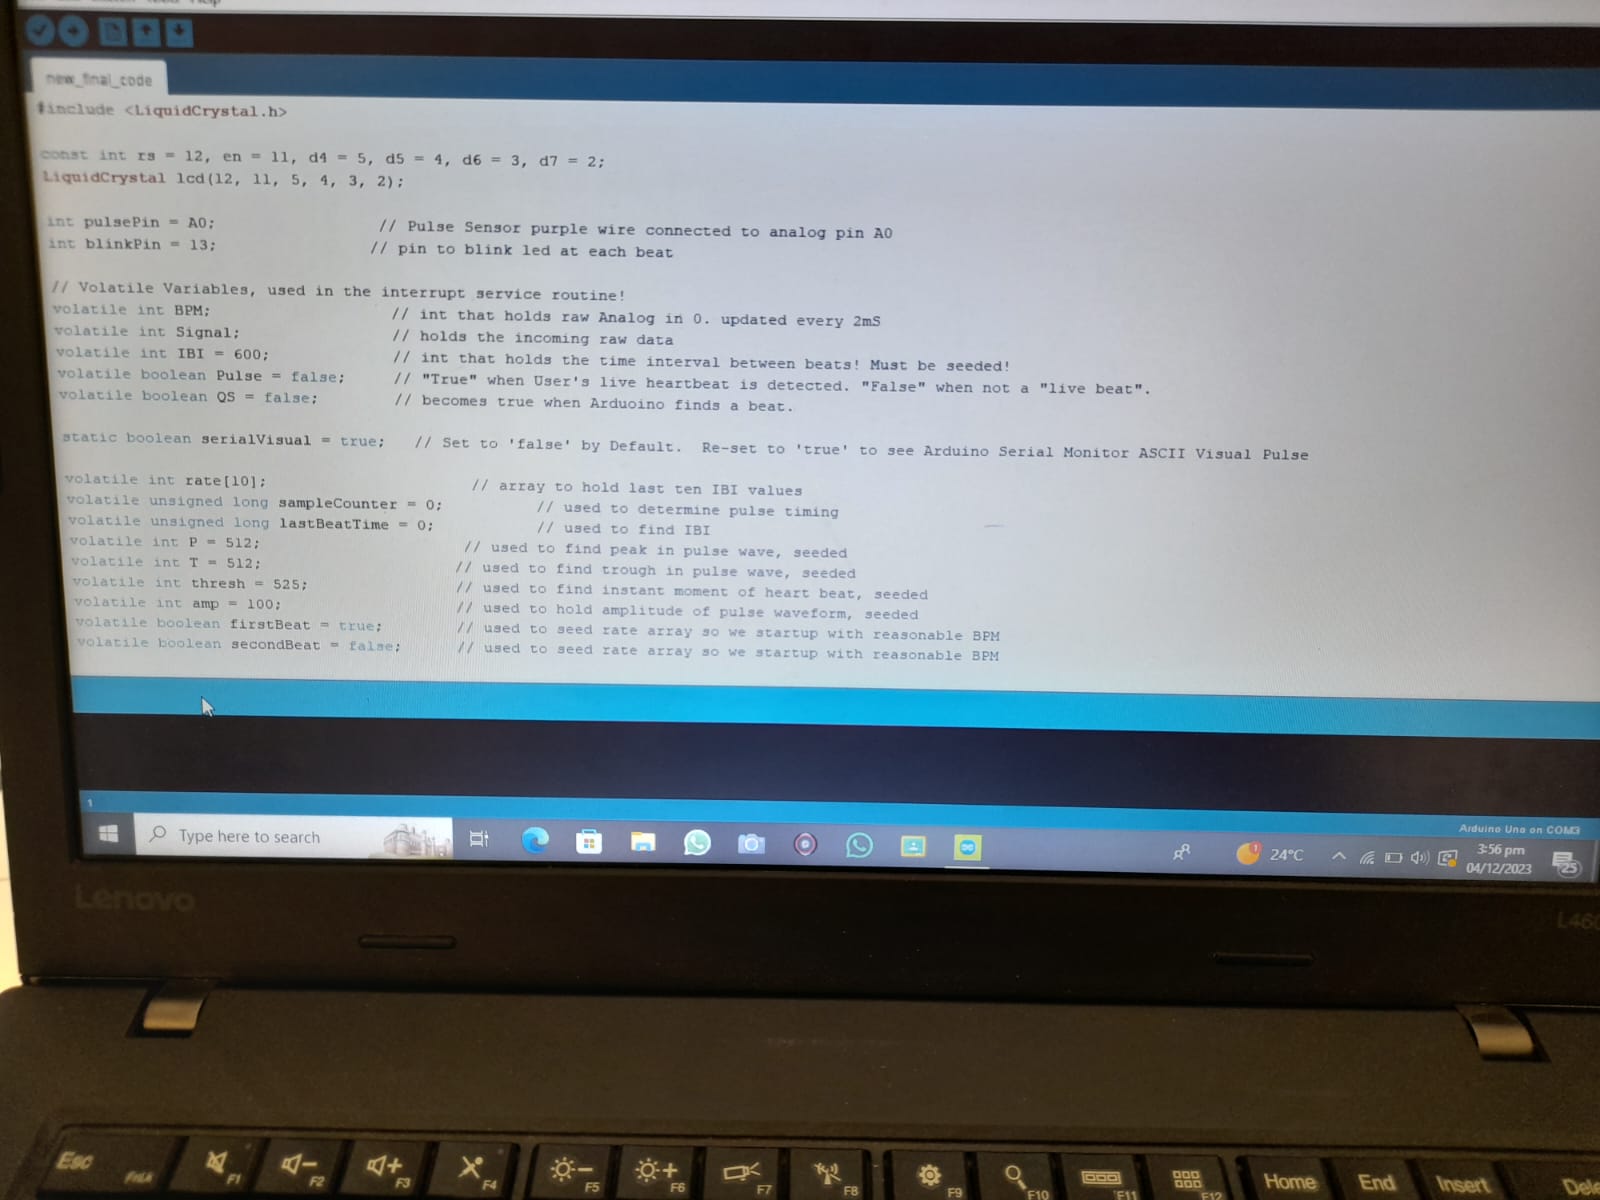 new_final_code
#include <LiquidCrystal.h>
const int rs = 12, en = 11, d4 = 5, d5 = 4, d6 = 3, d7 = 2;
LiquidCrystal lcd(12, 11, 5, 4, 3, 2);
int pulsePin = A0; // Pulse Sensor purple wire connected to analog pin A0
int blinkPin = 13; // pin to blink led at each beat
// Volatile Variables, used in the interrupt service routine!
volatile int BPM; // int that holds raw Analog in 0. updated every 2mS
volatile int Signal; // holds the incoming raw data
volatile int IBI = 600; // int that holds the time interval between beats! Must be seeded!
volatile boolean Pulse = false; // "True" when User's live heartbeat is detected. "False" when not a "live beat".
volatile boolean QS = false; // becomes true when Arduoino finds a beat.
static boolean serialVisual = true; // Set to 'false' by Default. Re-set to 'true' to see Arduino Serial Monitor ASCII Visual Pulse
volatile int rate[10]; // array to hold last ten IBI values
volatile unsigned long sampleCounter = 0; // used to determine pulse timing
volatile unsigned long lastBeatTime = 0; // used to find IBI
volatile int P = 512; // used to find peak in pulse wave, seeded
volatile int T = 512; // used to find trough in pulse wave, seeded
volatile int thresh = 525; // used to find instant moment of heart beat, seeded
volatile int amp = 100; // used to hold amplitude of pulse waveform, seeded
volatile boolean firstBeat = true; // used to seed rate array so we startup with reasonable BPM
volatile boolean secondBeat = false; // used to seed rate array so we startup with reasonable BPM
1
Arduino Uno on COM3
Type here to search
1
24°C
3:56 pm
04/12/2023
25
Lenovo
L460
Esc FnLk F1 F2 F3 F4 F5 F6 F7 F8 F9 F10 F11 F12 Home End Insert